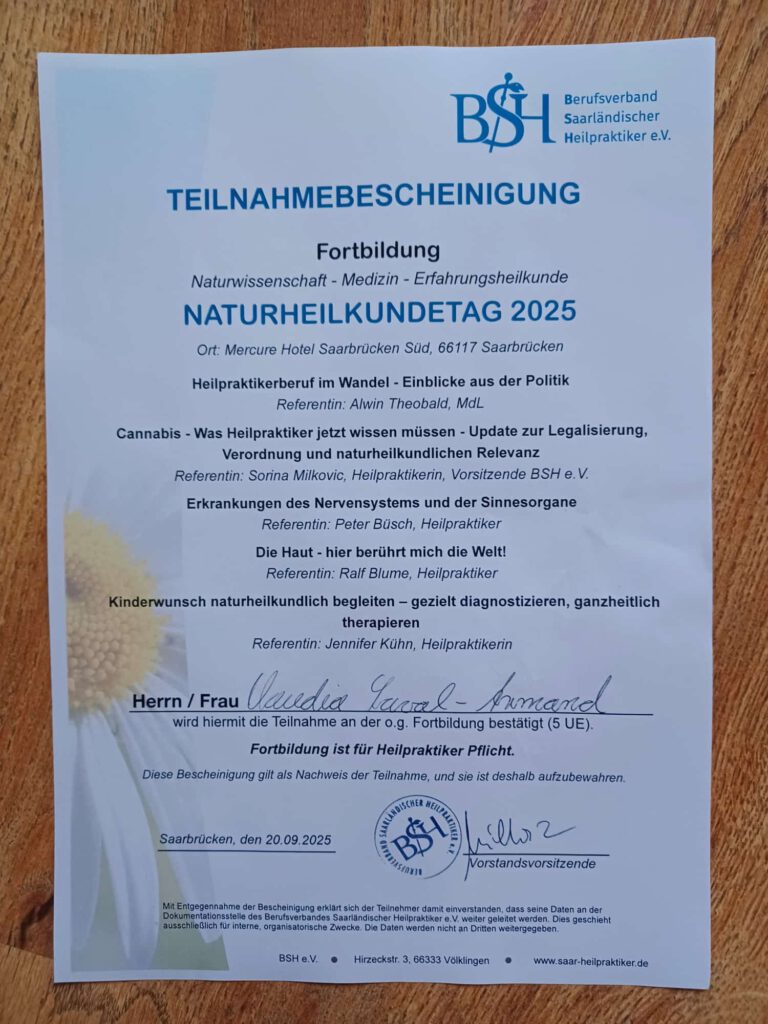 BSH
Berufsverband
Saarländischer
Heilpraktiker e.V.
TEILNAHMEBESCHEINIGUNG
Fortbildung
Naturwissenschaft - Medizin - Erfahrungsheilkunde
NATURHEILKUNDETAG 2025
Ort: Mercure Hotel Saarbrücken Süd, 66117 Saarbrücken
Heilpraktikerberuf im Wandel - Einblicke aus der Politik
Referentin: Alwin Theobald, MdL
Cannabis - Was Heilpraktiker jetzt wissen müssen - Update zur Legalisierung,
Verordnung und naturheilkundlichen Relevanz
Referentin: Sorina Milkovic, Heilpraktikerin, Vorsitzende BSH e.V.
Erkrankungen des Nervensystems und der Sinnesorgane
Referentin: Peter Büsch, Heilpraktiker
Die Haut - hier berührt mich die Welt!
Referentin: Ralf Blume, Heilpraktiker
Kinderwunsch naturheilkundlich begleiten – gezielt diagnostizieren, ganzheitlich
therapieren
Referentin: Jennifer Kühn, Heilpraktikerin
Herrn / Frau Claudia Laval-Armand
wird hiermit die Teilnahme an der o.g. Fortbildung bestätigt (5 UE).
Fortbildung ist für Heilpraktiker Pflicht.
Diese Bescheinigung gilt als Nachweis der Teilnahme, und sie ist deshalb aufzubewahren.
BERUFSVERBAND SAARLÄNDISCHER HEILPRAKTIKER e.V.
BSH
Saarbrücken, den 20.09.2025
Vorstandsvorsitzende
Mit Entgegennahme der Bescheinigung erklärt sich der Teilnehmer damit einverstanden, dass seine Daten an der
Dokumentationsstelle des Berufsverbandes Saarländischer Heilpraktiker e.V. weiter geleitet werden. Dies geschieht
ausschließlich für interne, organisatorische Zwecke. Die Daten werden nicht an Dritten weitergegeben.
BSH e.V. ● Hirzeckstr. 3, 66333 Völklingen ● www.saar-heilpraktiker.de